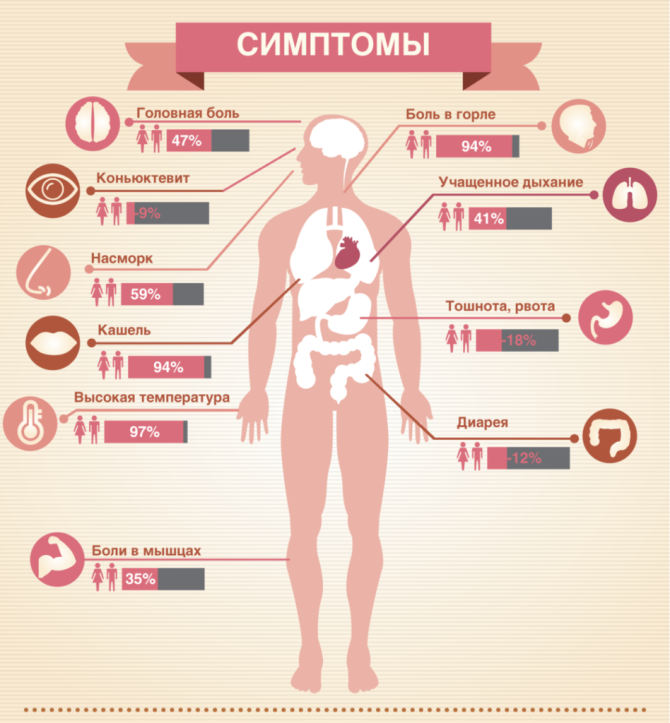 СИМПТОМЫ
Головная боль
47%
Коньюктевит
-9%
Насморк
59%
Кашель
94%
Высокая температура
97%
Боли в мышцах
35%
Боль в горле
94%
Учащенное дыхание
41%
Тошнота, рвота
-18%
Диарея
-12%